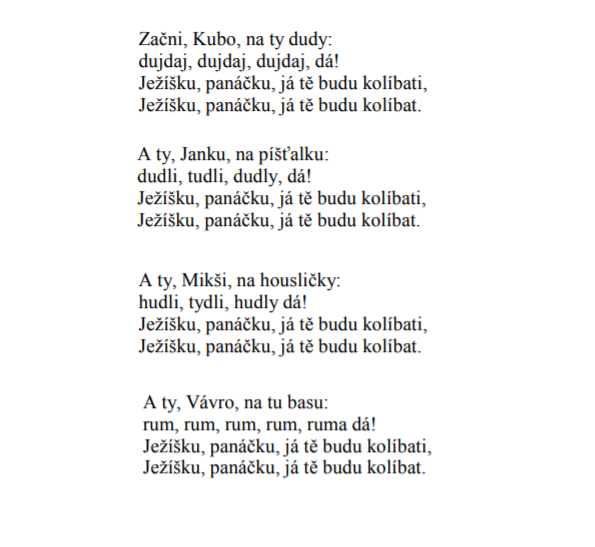 Začni, Kubo, na ty dudy:
dujdaj, dujdaj, dujdaj, dá!
Ježíšku, panáčku, já tě budu kolíbati,
Ježíšku, panáčku, já tě budu kolíbat.
A ty, Janku, na píšťalku:
dudli, tudli, dudly, dá!
Ježíšku, panáčku, já tě budu kolíbati,
Ježíšku, panáčku, já tě budu kolíbat.
A ty, Mikši, na housličky:
hudli, tydli, hudly dá!
Ježíšku, panáčku, já tě budu kolíbati,
Ježíšku, panáčku, já tě budu kolíbat.
A ty, Vávro, na tu basu:
rum, rum, rum, rum, ruma dá!
Ježíšku, panáčku, já tě budu kolíbati,
Ježíšku, panáčku, já tě budu kolíbat.